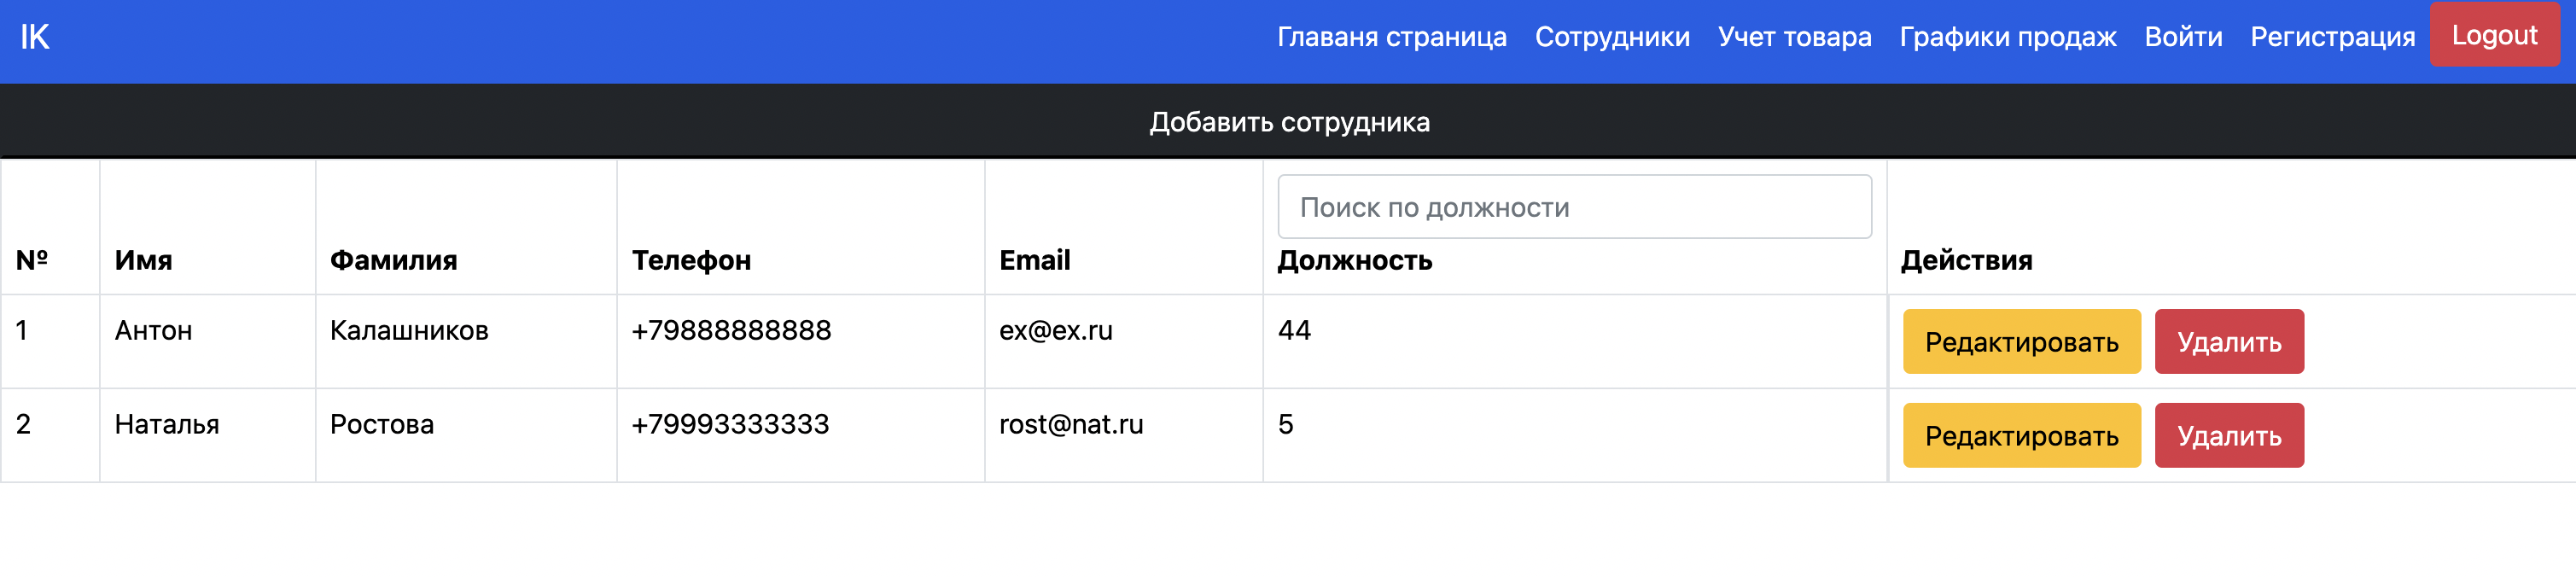 IK Главаня страница Сотрудники Учет товара Графики продаж Войти Регистрация Logout
Добавить сотрудника
Поиск по должности
Nº Имя Фамилия Телефон Email Должность Действия
1 Антон Калашников +79888888888 ex@ex.ru 44 Редактировать Удалить
2 Наталья Ростова +79993333333 rost@nat.ru 5 Редактировать Удалить